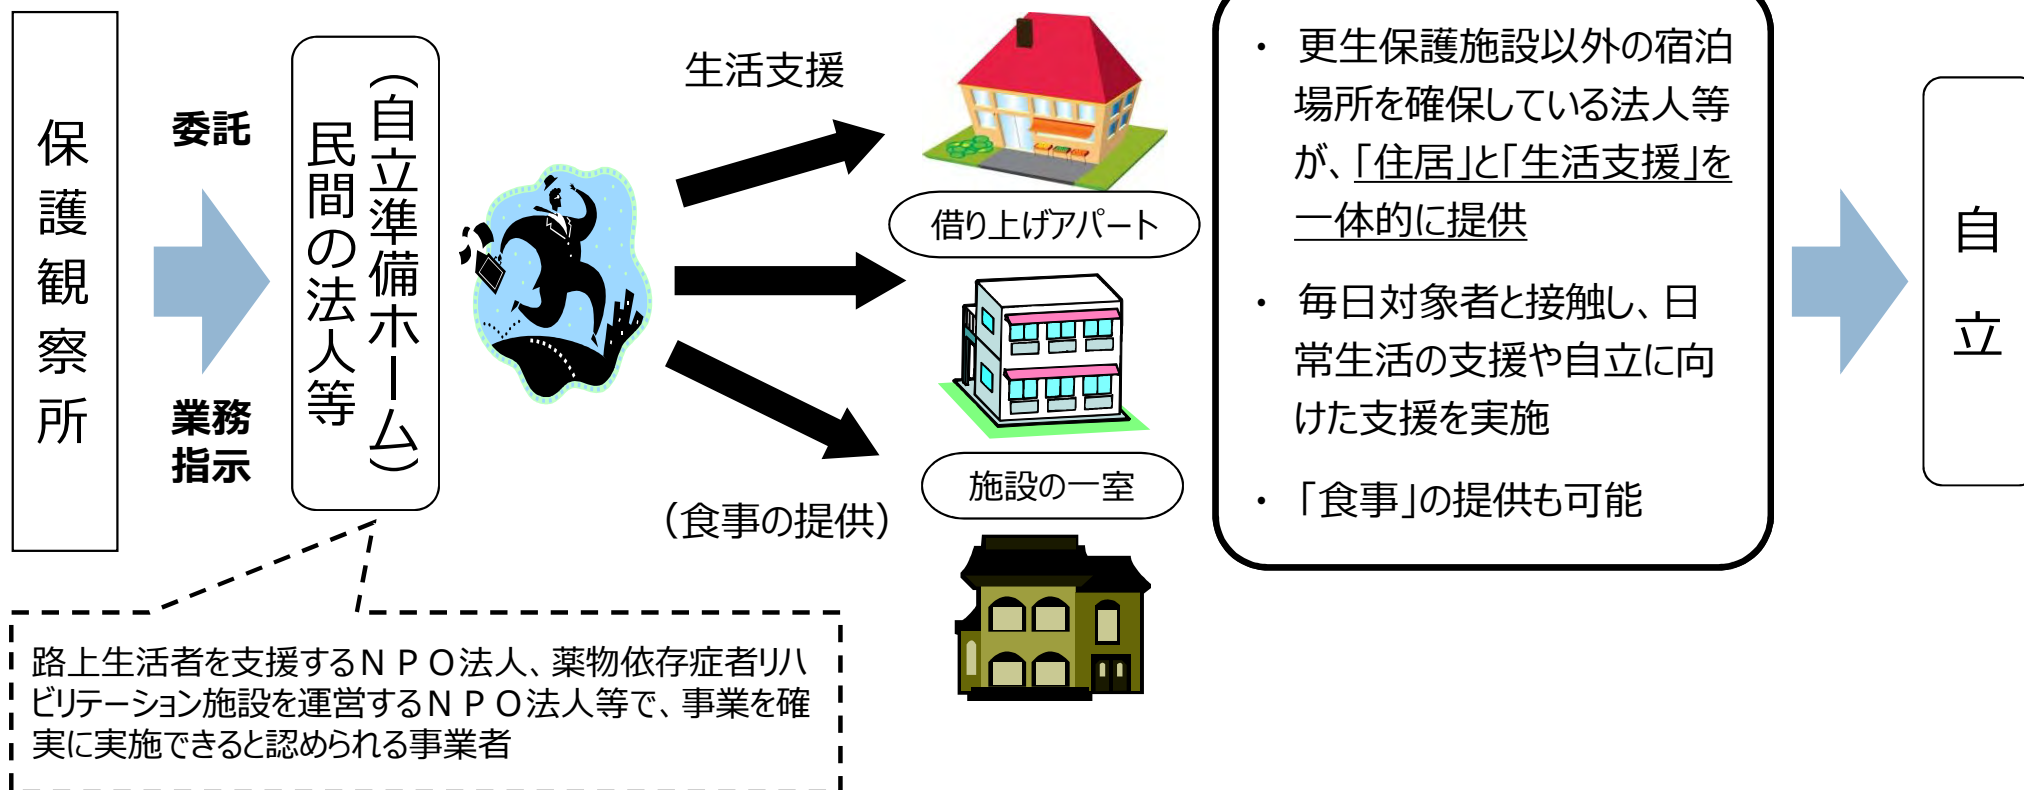 保護観察所
委託
業務
指示
（自立準備ホーム）
民間の法人等
生活支援
（食事の提供）
借り上げアパート
施設の一室
・ 更生保護施設以外の宿泊
場所を確保している法人等
が、「住居」と「生活支援」を
一体的に提供
・ 毎日対象者と接触し、日
常生活の支援や自立に向
けた支援を実施
・ 「食事」の提供も可能
自立
路上生活者を支援するＮＰＯ法人、薬物依存症者リハ
ビリテーション施設を運営するＮＰＯ法人等で、事業を確
実に実施できると認められる事業者